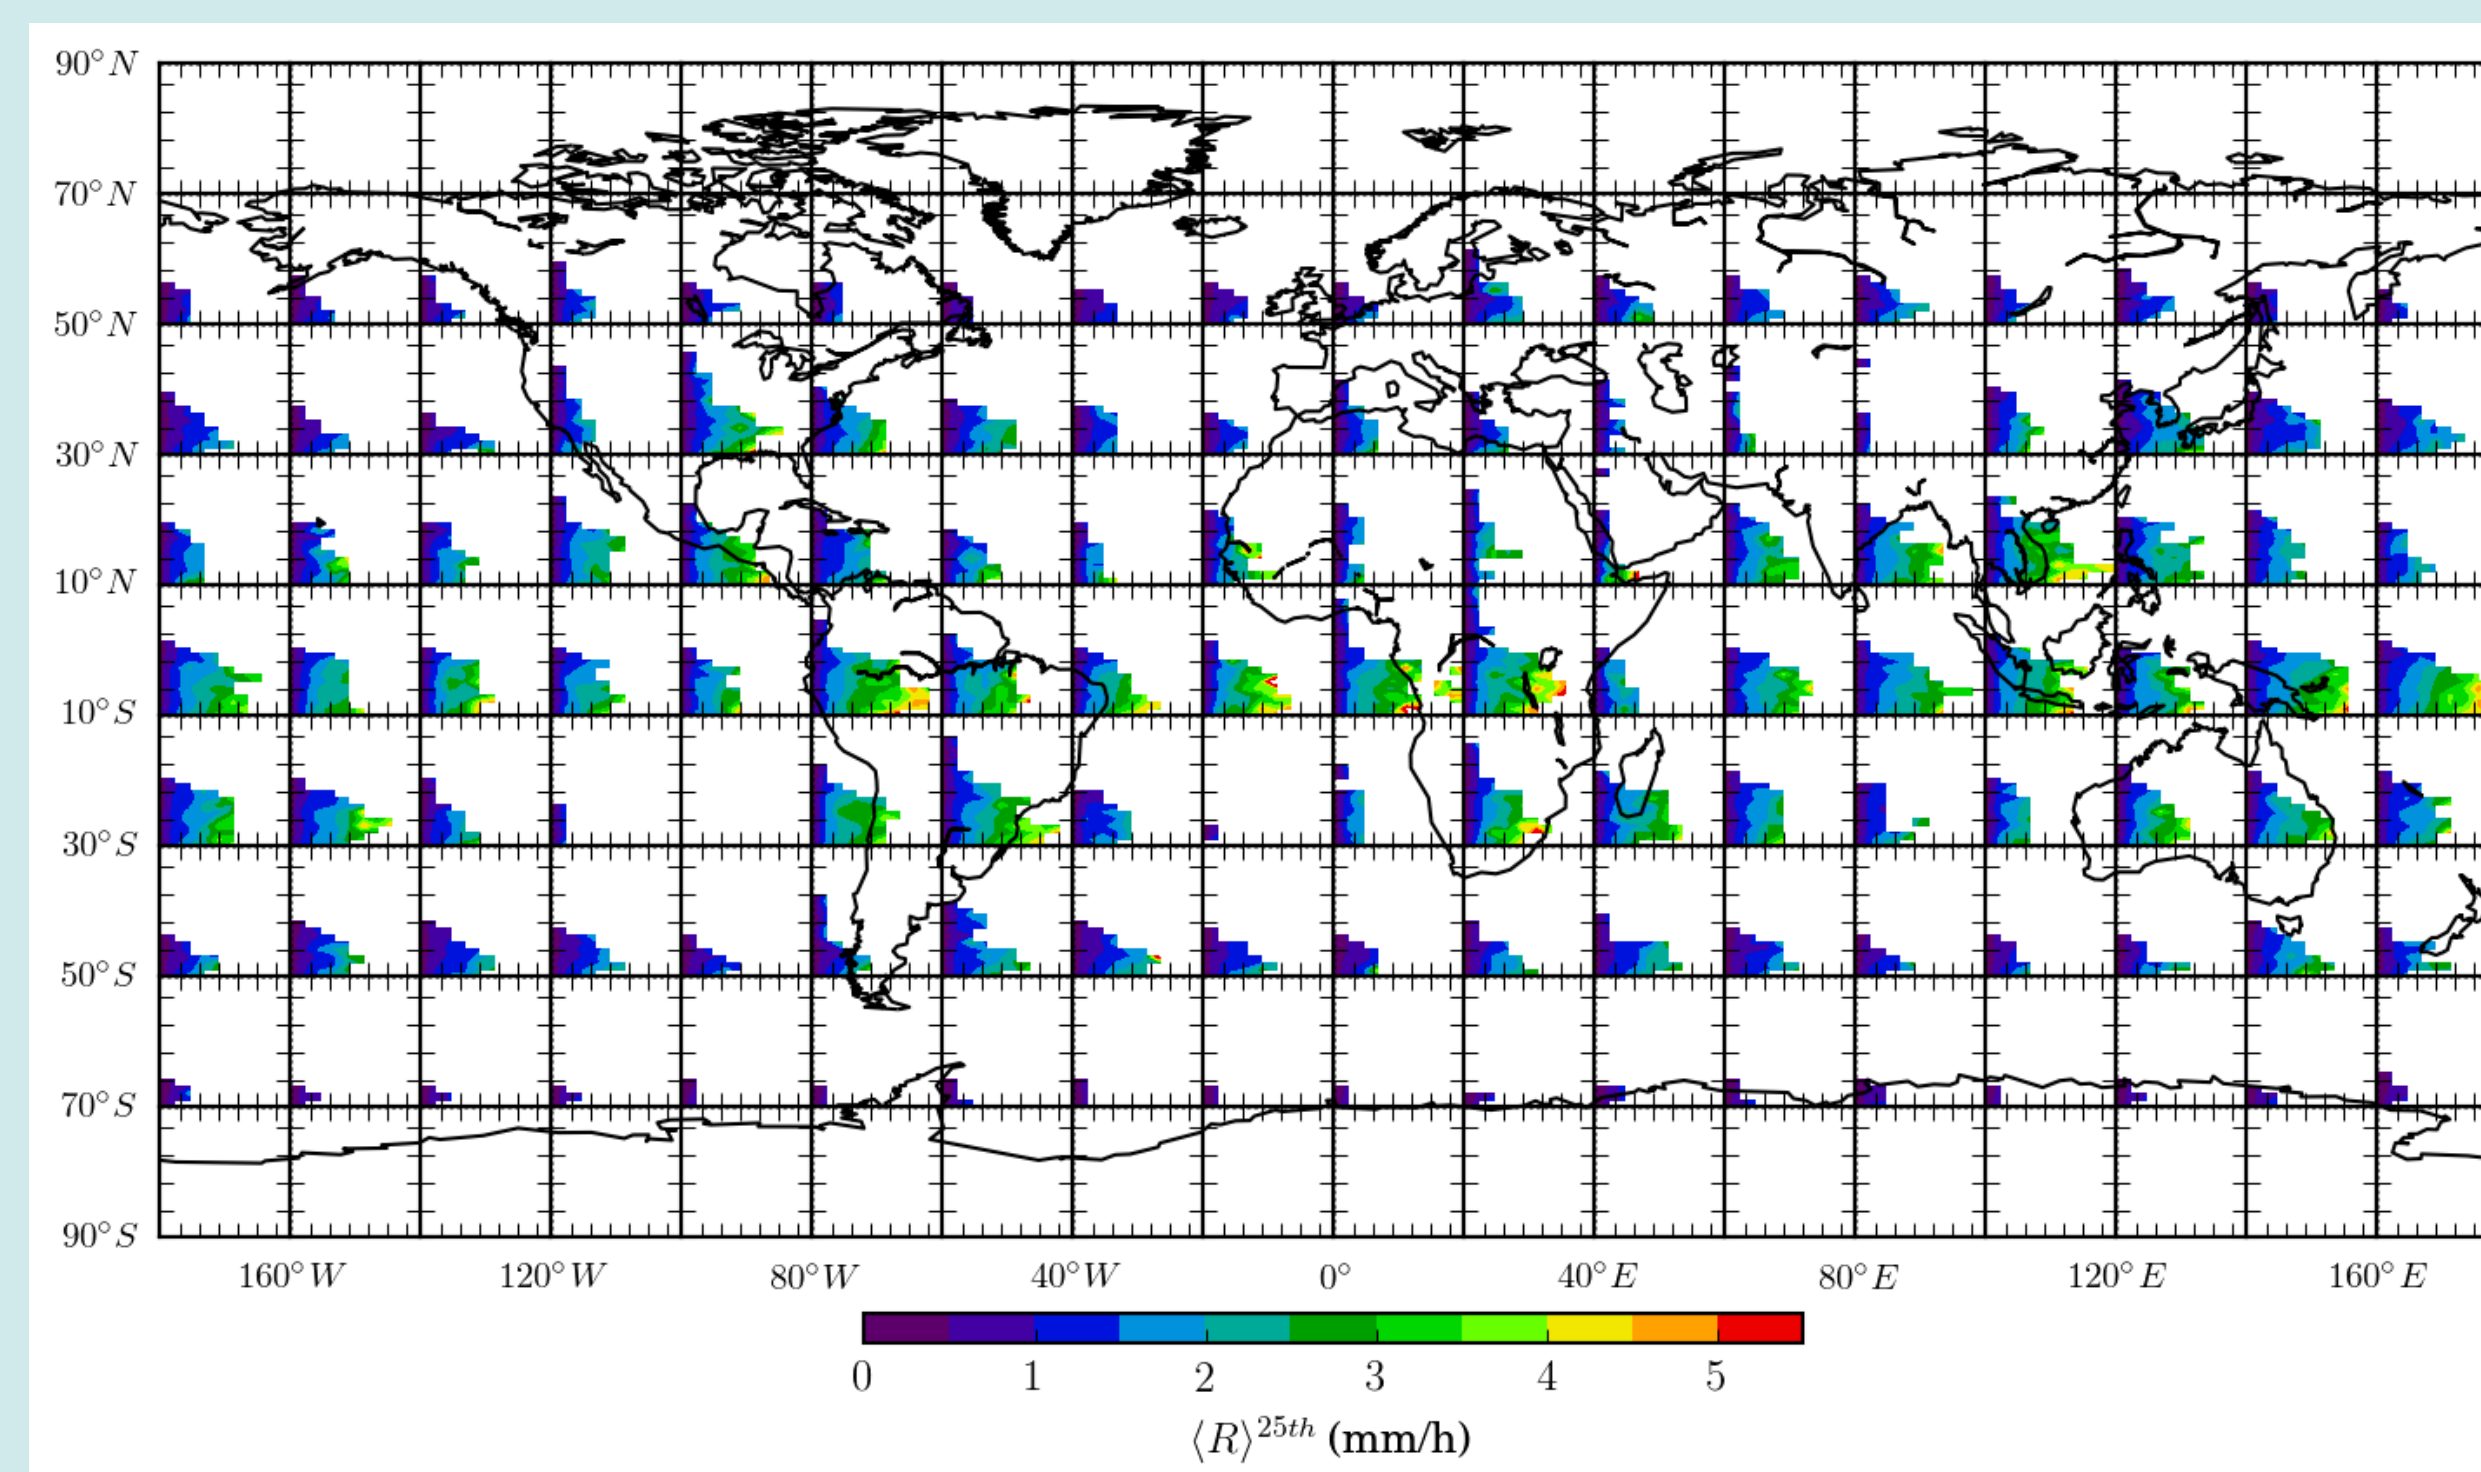 90° N
70° N
50° N
30° N
10° N
10° S
30° S
50° S
70° S
90° S
160° W 120° W 80° W 40° W 0° 40° E 80° E 120° E 160° E
0 1 2 3 4 5
⟨R⟩²⁵ᵗʰ (mm/h)